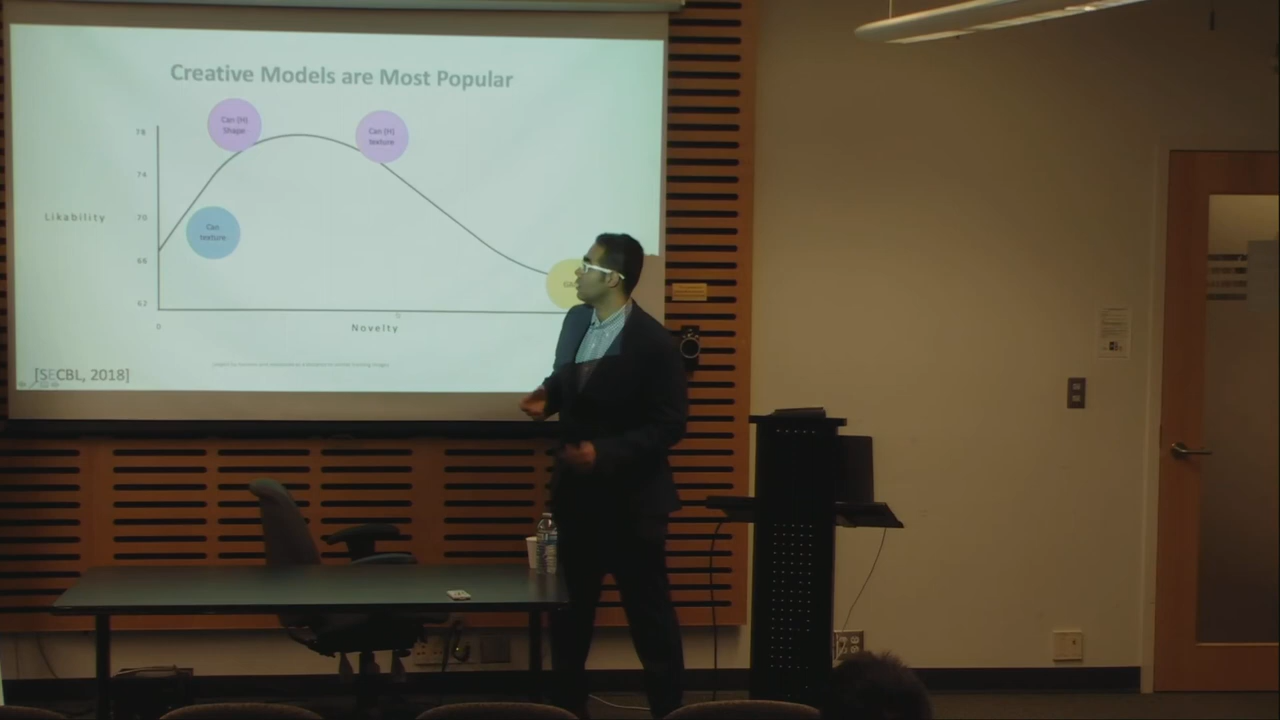 Creative Models are Most Popular
Can (H)
Shape
Can (H)
texture
78
74
Likability
70
Can
texture
66
62
0
Novelty
[SECBL, 2018]